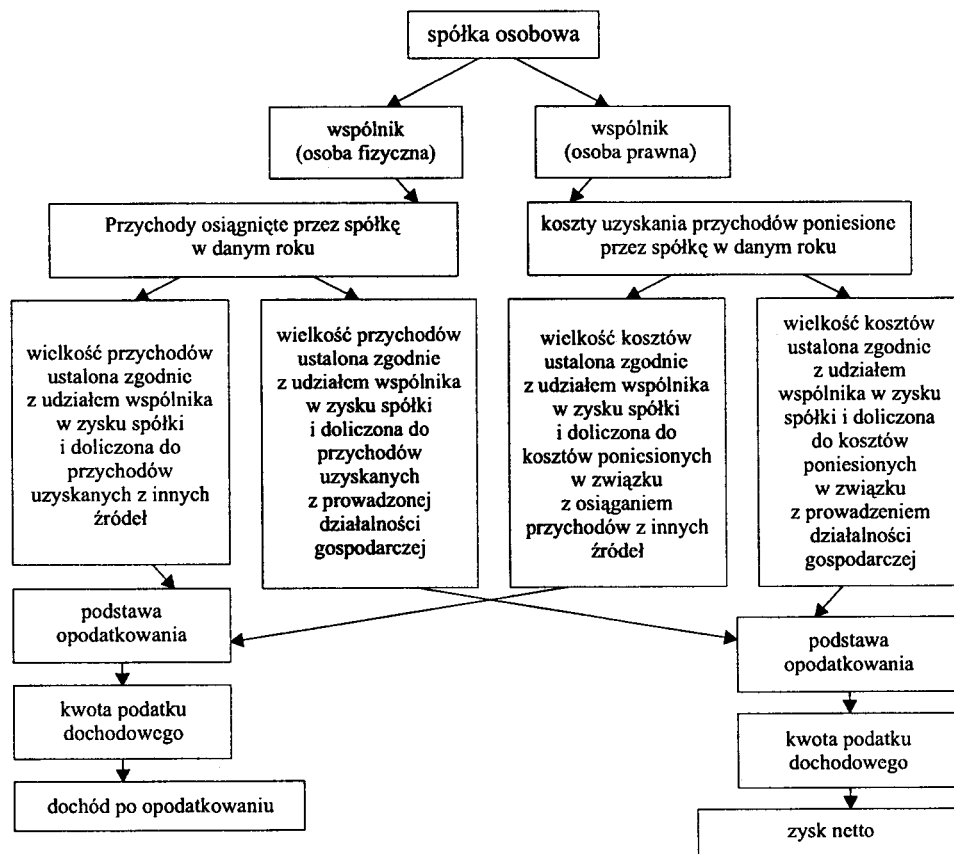 spółka osobowa
wspólnik
(osoba fizyczna)
wspólnik
(osoba prawna)
Przychody osiągnięte przez spółkę
w danym roku
koszty uzyskania przychodów poniesione
przez spółkę w danym roku
wielkość przychodów
ustalona zgodnie
z udziałem wspólnika
w zysku spółki
i doliczona do
przychodów
uzyskanych z innych
źródeł
wielkość przychodów
ustalona zgodnie
z udziałem wspólnika
w zysku spółki
i doliczona do
przychodów
uzyskanych
z prowadzonej
działalności
gospodarczej
wielkość kosztów
ustalona zgodnie
z udziałem wspólnika
w zysku spółki
i doliczona do
kosztów poniesionych
w związku
z osiąganiem
przychodów z innych
źródeł
wielkość kosztów
ustalona zgodnie
z udziałem
wspólnika w zysku
spółki i doliczona
do kosztów
poniesionych
w związku
z prowadzeniem
działalności
gospodarczej
podstawa
opodatkowania
podstawa
opodatkowania
kwota podatku
dochodowego
kwota podatku
dochodowego
dochód po opodatkowaniu
zysk netto